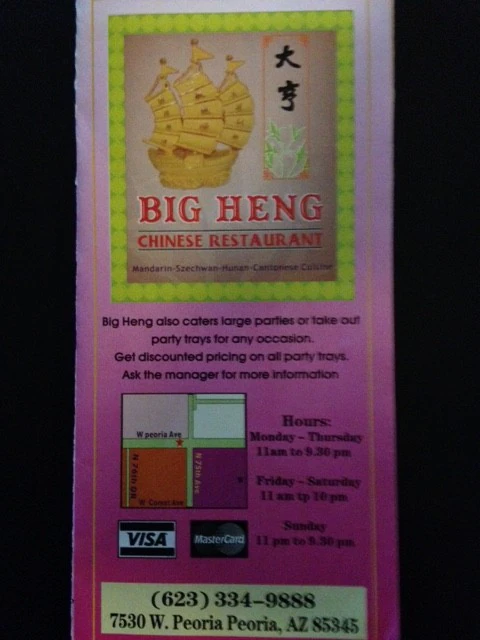 大亨
BIG HENG
CHINESE RESTAURANT
Mandarin-Szechwan-Hunan-Cantonese Cuisine
Big Heng also caters large parties or take out
party trays for any occasion.
Get discounted pricing on all party trays.
Ask the manager for more information
W peoria Ave
N 76th DR
N 75th Ave
Hours:
Monday - Thursday
11am to 9.30 pm
Friday - Saturday
11 am tp 10 pm
Sunday
11 pm to 9.30 pm
VISA
MasterCard
(623) 334-9888
7530 W. Peoria Peoria, AZ 85345